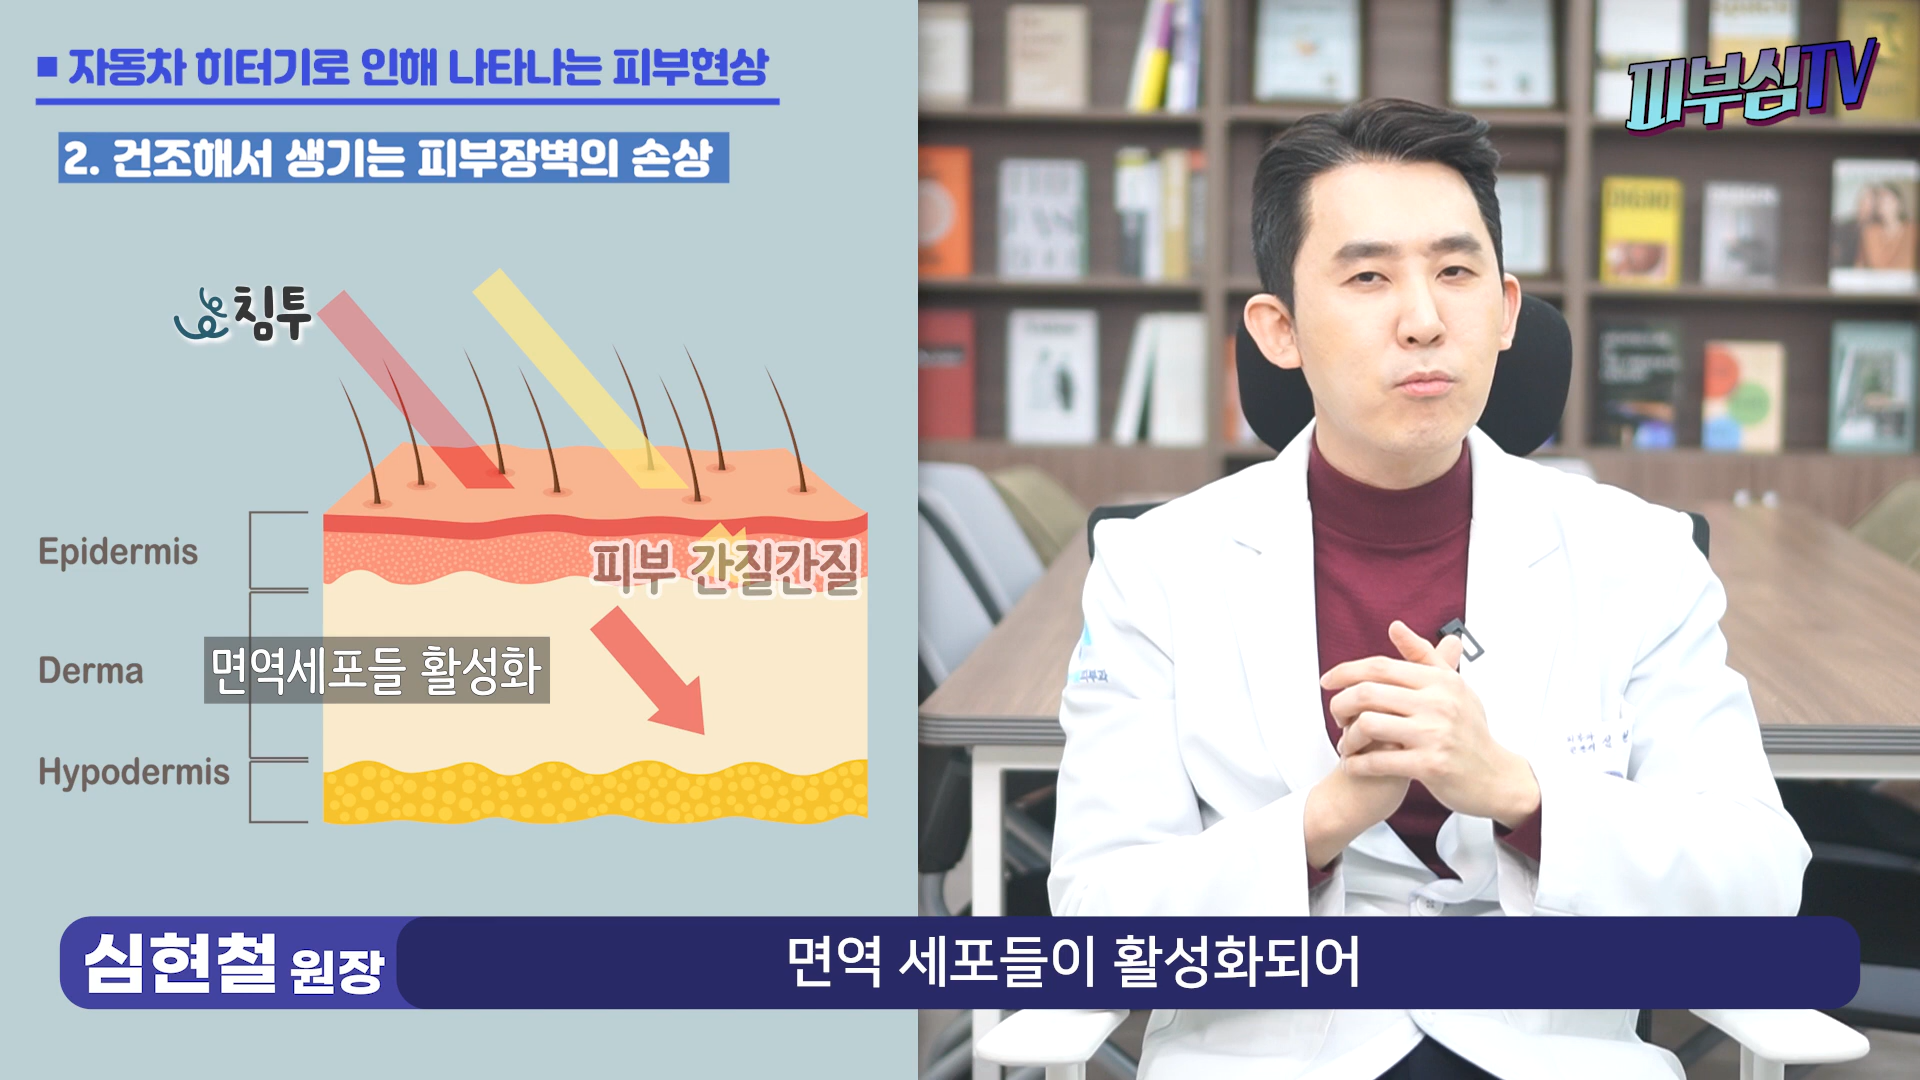 ■ 자동차 히터기로 인해 나타나는 피부현상
피부심TV
2. 건조해서 생기는 피부장벽의 손상
침투
Epidermis
피부 간질간질
Derma
면역세포들 활성화
Hypodermis
피부과
심현철 원장
면역 세포들이 활성화되어